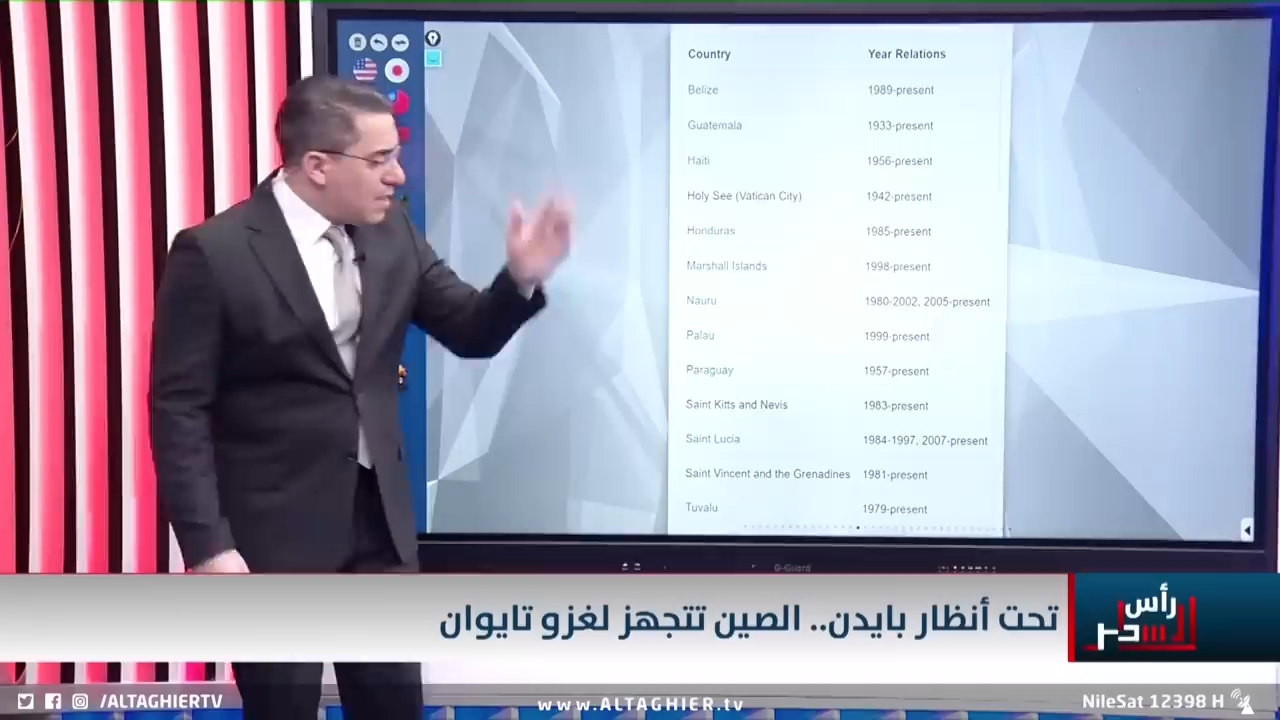 Country Year Relations
Belize 1989-present
Guatemala 1933-present
Haiti 1956-present
Holy See (Vatican City) 1942-present
Honduras 1985-present
Marshall Islands 1998-present
Nauru 1980-2002, 2005-present
Palau 1999-present
Paraguay 1957-present
Saint Kitts and Nevis 1983-present
Saint Lucia 1984-1997, 2007-present
Saint Vincent and the Grenadines 1981-present
Tuvalu 1979-present
G-Guard
تحت أنظار بايدن.. الصين تتجهز لغزو تايوان
رأس
السطر
/ALTAGHIERTV
www.ALTAGHIER.tv
NileSat 12398 H